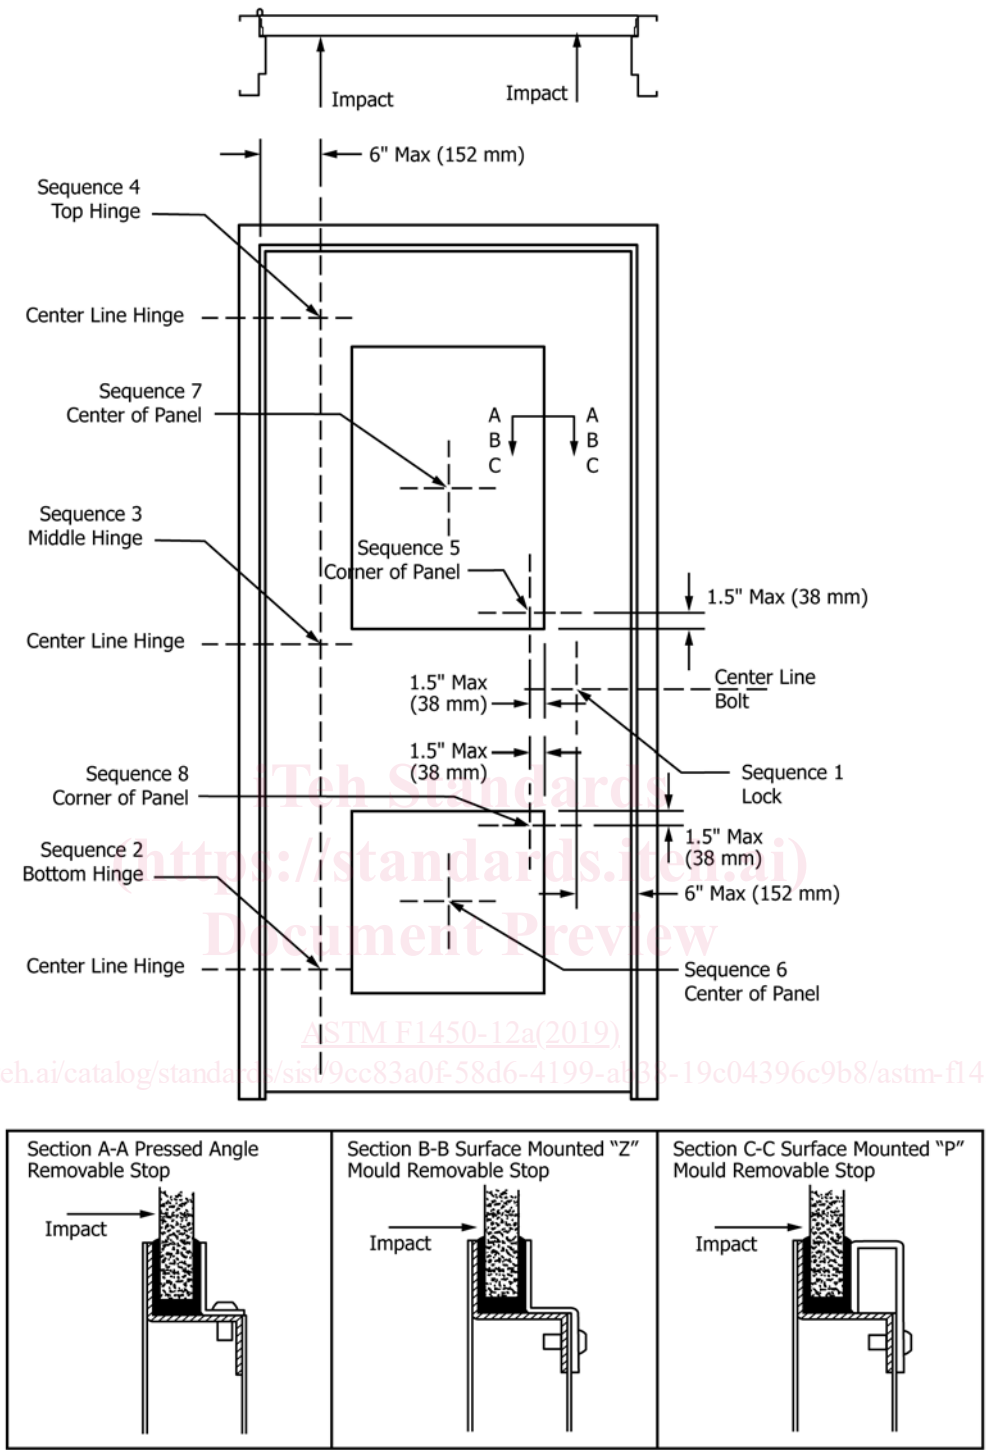 Impact
Impact
6" Max (152 mm)
Sequence 4
Top Hinge
Center Line Hinge
Sequence 7
Center of Panel
A
B
C
A
B
C
Sequence 3
Middle Hinge
Sequence 5
Corner of Panel
1.5" Max (38 mm)
Center Line Hinge
1.5" Max
(38 mm)
Center Line
Bolt
1.5" Max
(38 mm)
Sequence 8
Corner of Panel
Sequence 1
Lock
iTeh Standards
1.5" Max
(38 mm)
Sequence 2
Bottom Hinge
(https://standards.iteh.ai)
6" Max (152 mm)
Document Preview
Center Line Hinge
Sequence 6
Center of Panel
ASTM F1450-12a(2019)
eh.ai/catalog/standards/sist/9cc83a0f-58d6-4199-ab38-19c04396c9b8/astm-f14
Section A-A Pressed Angle
Removable Stop
Impact
Section B-B Surface Mounted “Z”
Mould Removable Stop
Impact
Section C-C Surface Mounted “P”
Mould Removable Stop
Impact